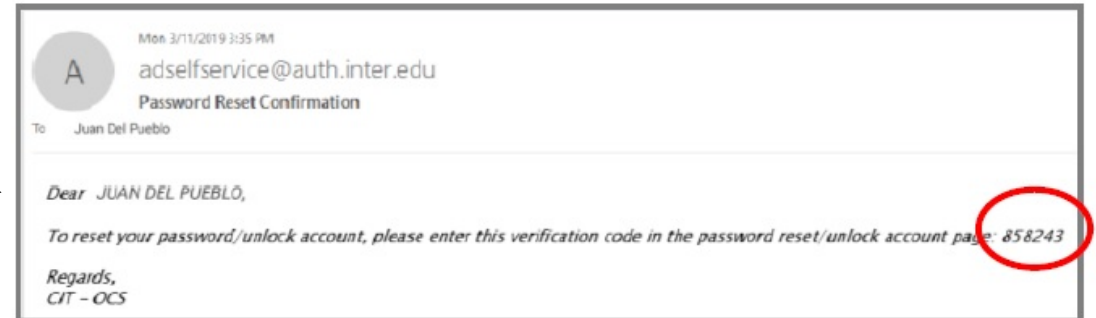 Mon 3/11/2019 3:35 PM
A
adselfservice@auth.inter.edu
Password Reset Confirmation
To Juan Del Pueblo
Dear JUAN DEL PUEBLO,
To reset your password/unlock account, please enter this verification code in the password reset/unlock account page: 858243
Regards,
CIT – OCS